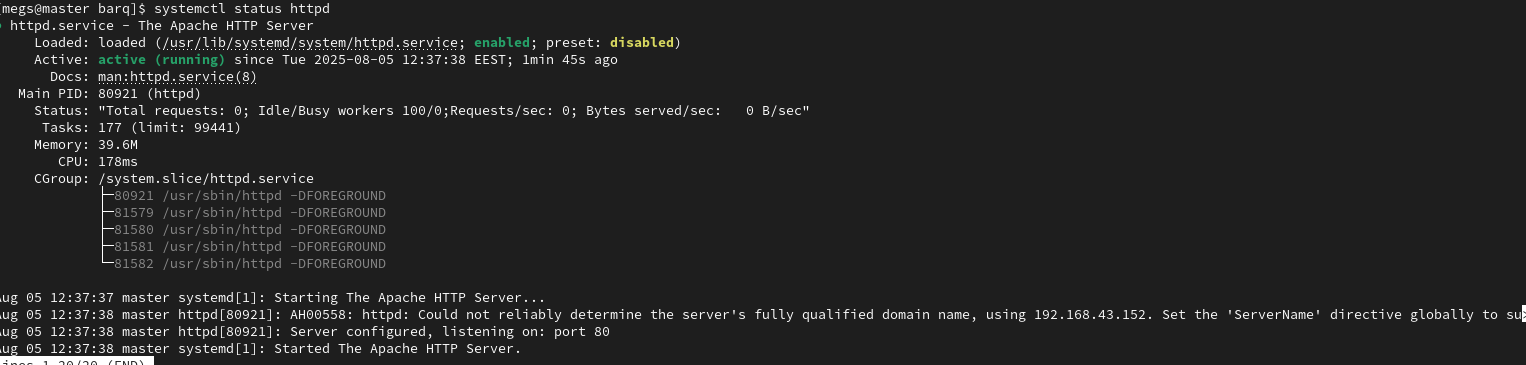 [megs@master barq]$ systemctl status httpd
● httpd.service - The Apache HTTP Server
Loaded: loaded (/usr/lib/systemd/system/httpd.service; enabled; preset: disabled)
Active: active (running) since Tue 2025-08-05 12:37:38 EEST; 1min 45s ago
Docs: man:httpd.service(8)
Main PID: 80921 (httpd)
Status: "Total requests: 0; Idle/Busy workers 100/0;Requests/sec: 0; Bytes served/sec:   0 B/sec"
Tasks: 177 (limit: 99441)
Memory: 39.6M
CPU: 178ms
CGroup: /system.slice/httpd.service
├─80921 /usr/sbin/httpd -DFOREGROUND
├─81579 /usr/sbin/httpd -DFOREGROUND
├─81580 /usr/sbin/httpd -DFOREGROUND
├─81581 /usr/sbin/httpd -DFOREGROUND
└─81582 /usr/sbin/httpd -DFOREGROUND
Aug 05 12:37:37 master systemd[1]: Starting The Apache HTTP Server...
Aug 05 12:37:38 master httpd[80921]: AH00558: httpd: Could not reliably determine the server's fully qualified domain name, using 192.168.43.152. Set the 'ServerName' directive globally to su>
Aug 05 12:37:38 master httpd[80921]: Server configured, listening on: port 80
Aug 05 12:37:38 master systemd[1]: Started The Apache HTTP Server.
lines 1-20/20 (END)